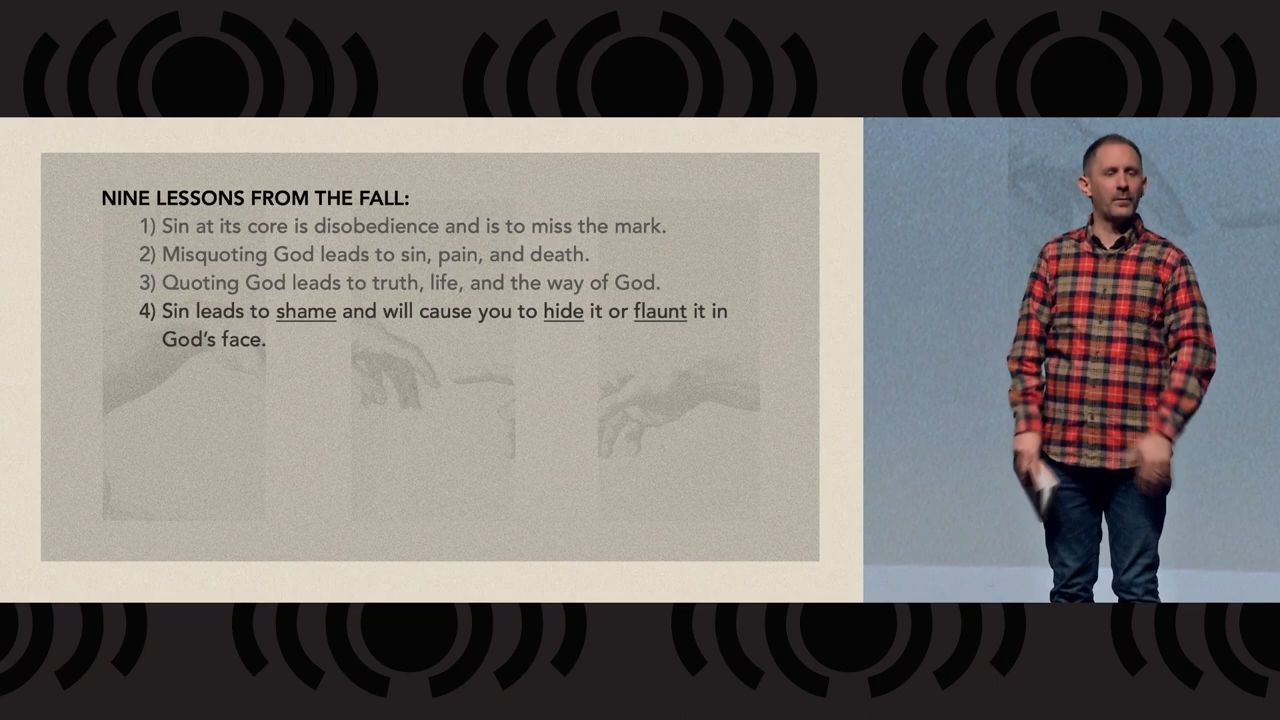 NINE LESSONS FROM THE FALL:
1) Sin at its core is disobedience and is to miss the mark.
2) Misquoting God leads to sin, pain, and death.
3) Quoting God leads to truth, life, and the way of God.
4) Sin leads to shame and will cause you to hide it or flaunt it in
God’s face.